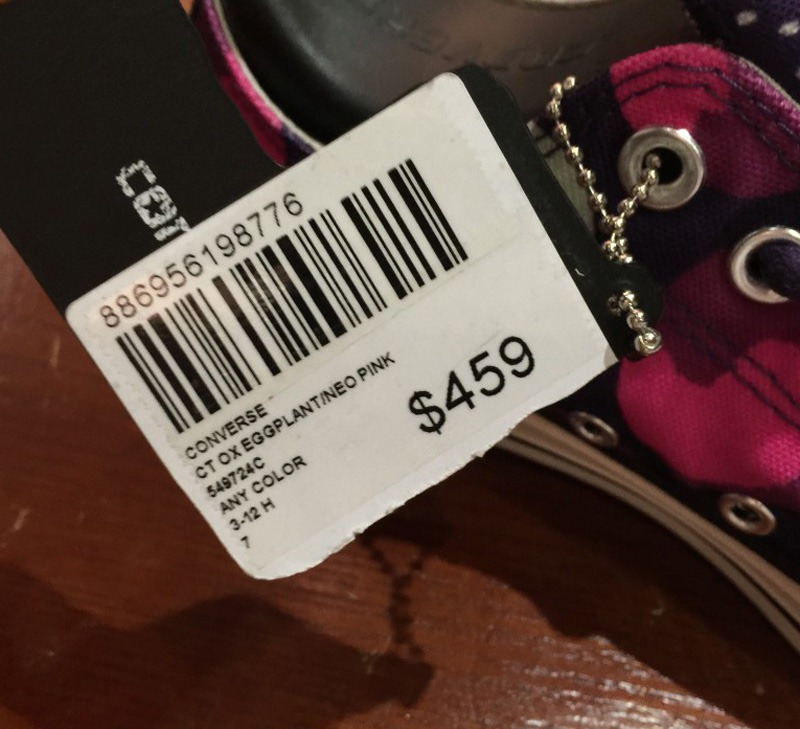 886956198776
CONVERSE
CT OX EGGPLANT/NEO PINK
549724C
ANY COLOR
3-12 H
7
$459